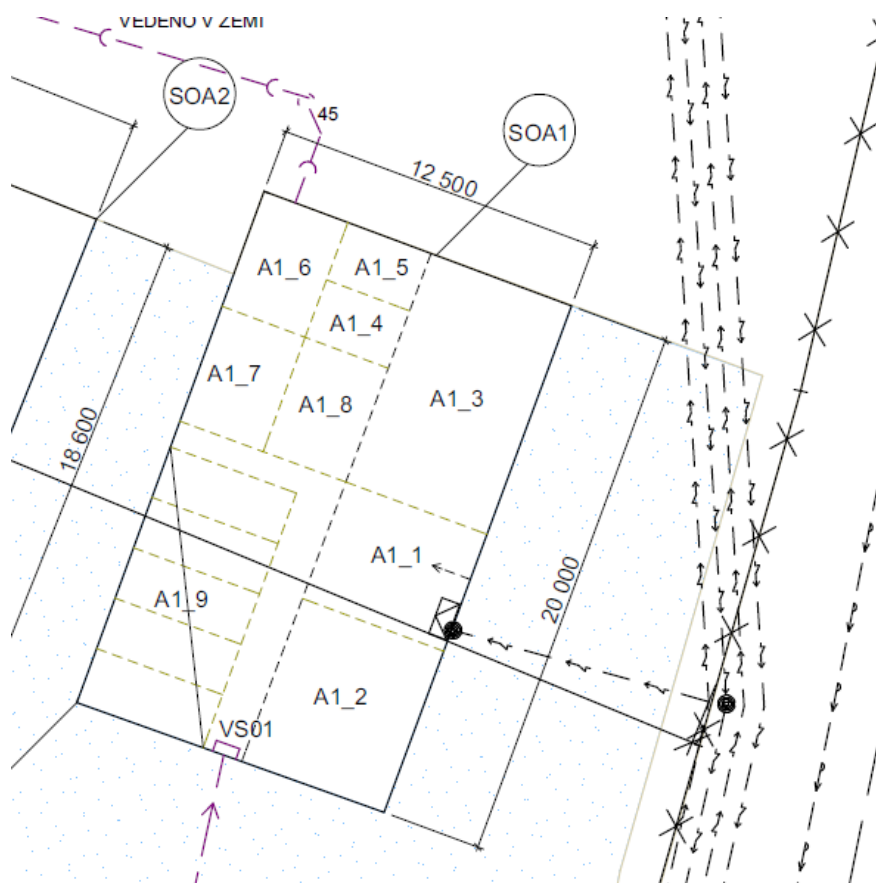 VEDENO V ZEMI
SOA2
45
SOA1
12 500
A1_6
A1_5
A1_4
A1_7
A1_8
A1_3
18 600
A1_1
20 000
A1_9
A1_2
VS01